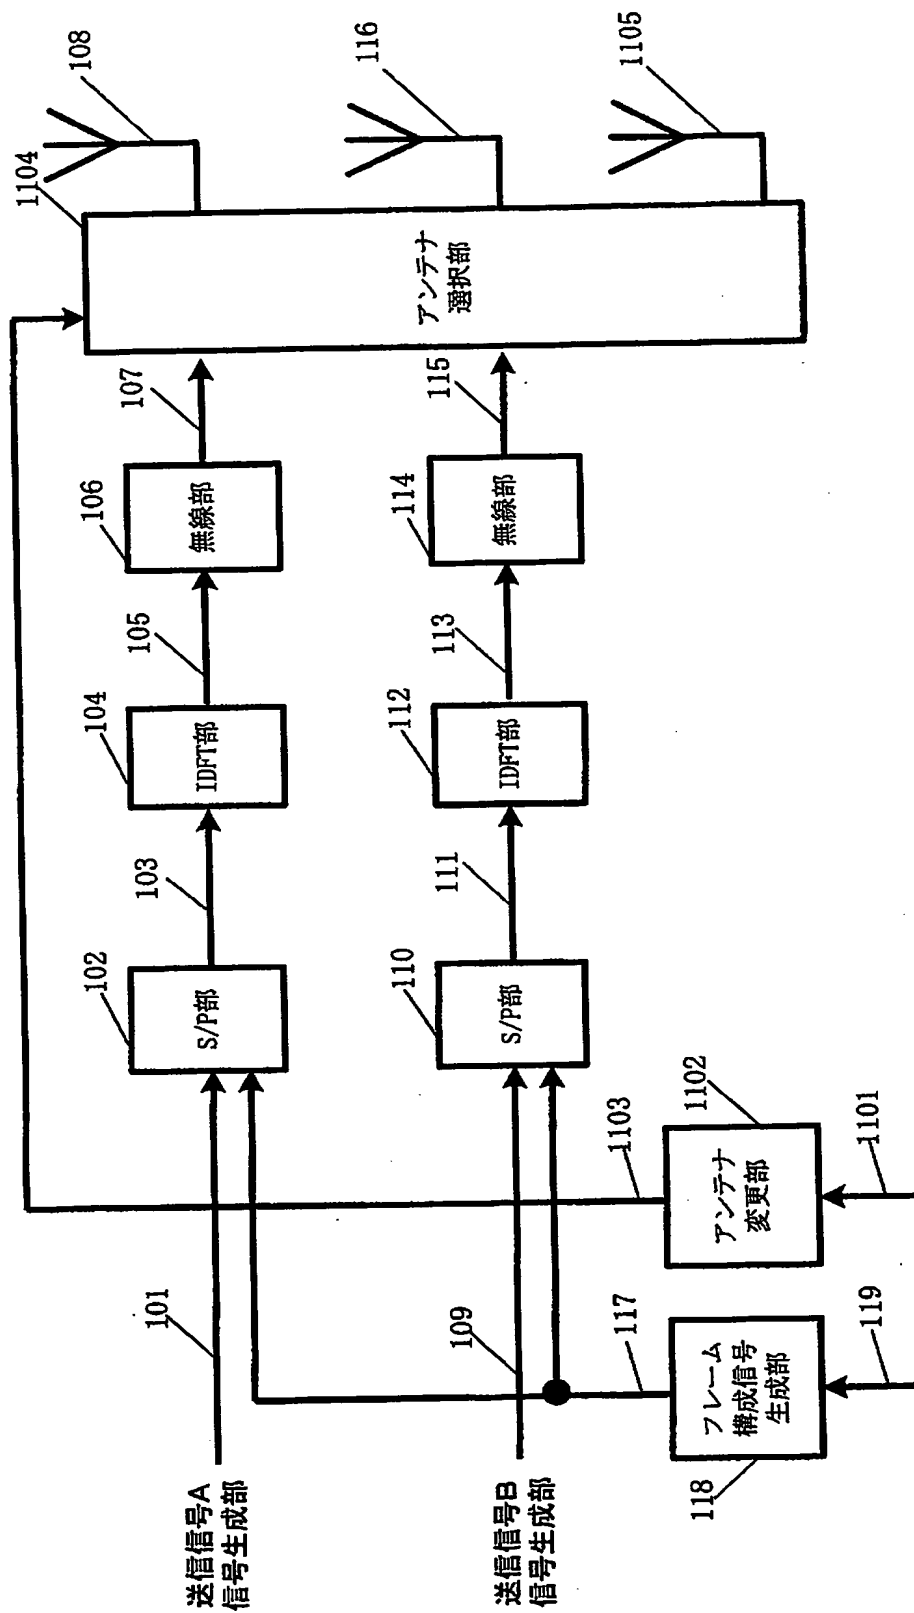 送信信号A
信号生成部
101
102
S/P部
103
104
IDFT部
105
106
無線部
107
1104
アンテナ
選択部
108
116
1105
送信信号B
信号生成部
109
110
S/P部
111
112
IDFT部
113
114
無線部
115
118
フレーム
構成信号
生成部
117
119
アンテナ
変更部
1102
1103
1101